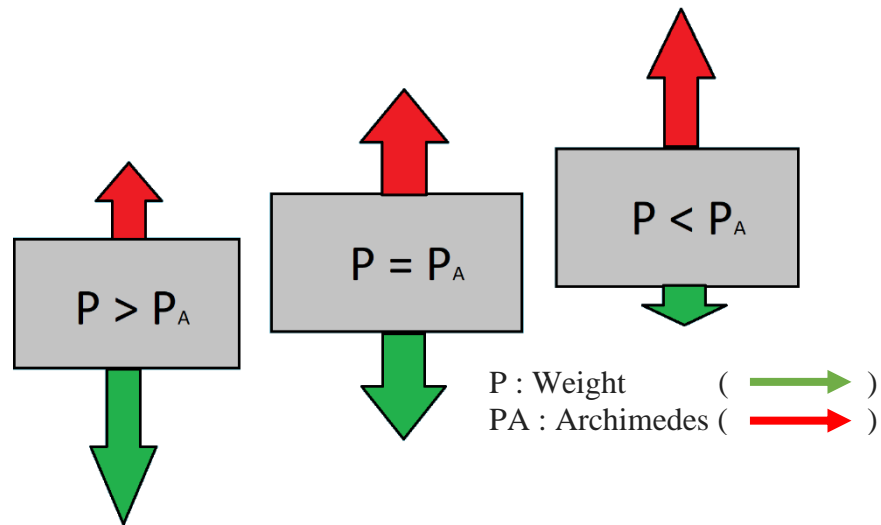 P > PA
P = PA
P < PA
P : Weight ( )
PA : Archimedes ( )